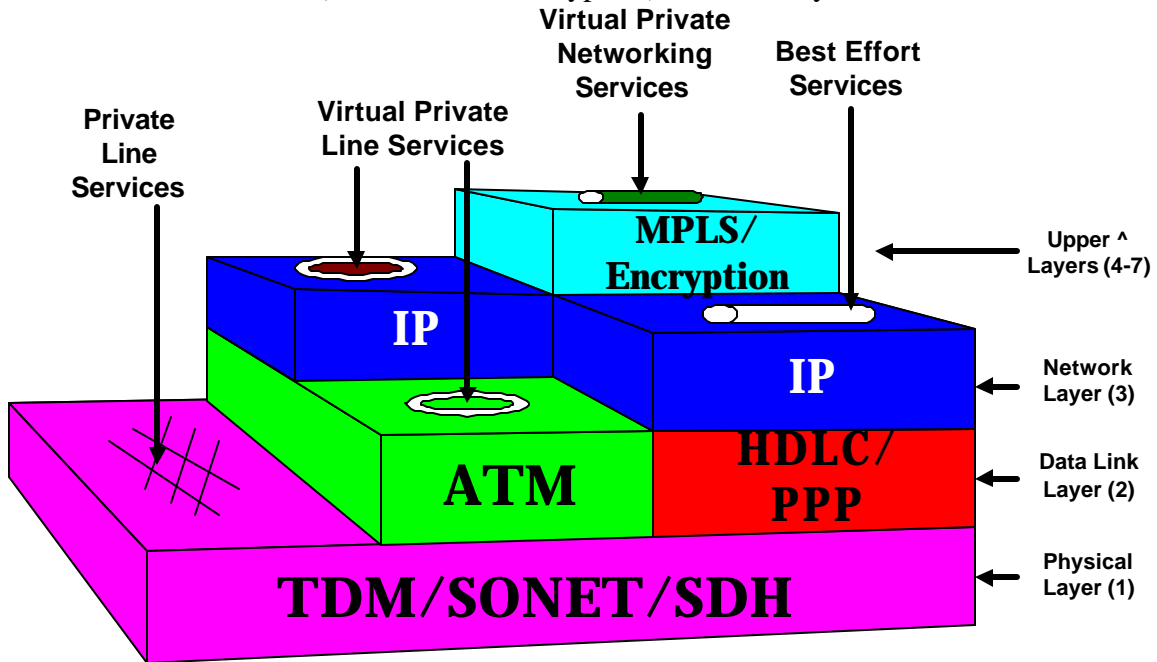 Virtual Private
Networking
Services
Best Effort
Services
Private
Line
Services
Virtual Private
Line Services
MPLS/
Encryption
Upper ^
Layers (4-7)
IP
IP
Network
Layer (3)
ATM
HDLC/
PPP
Data Link
Layer (2)
TDM/SONET/SDH
Physical
Layer (1)